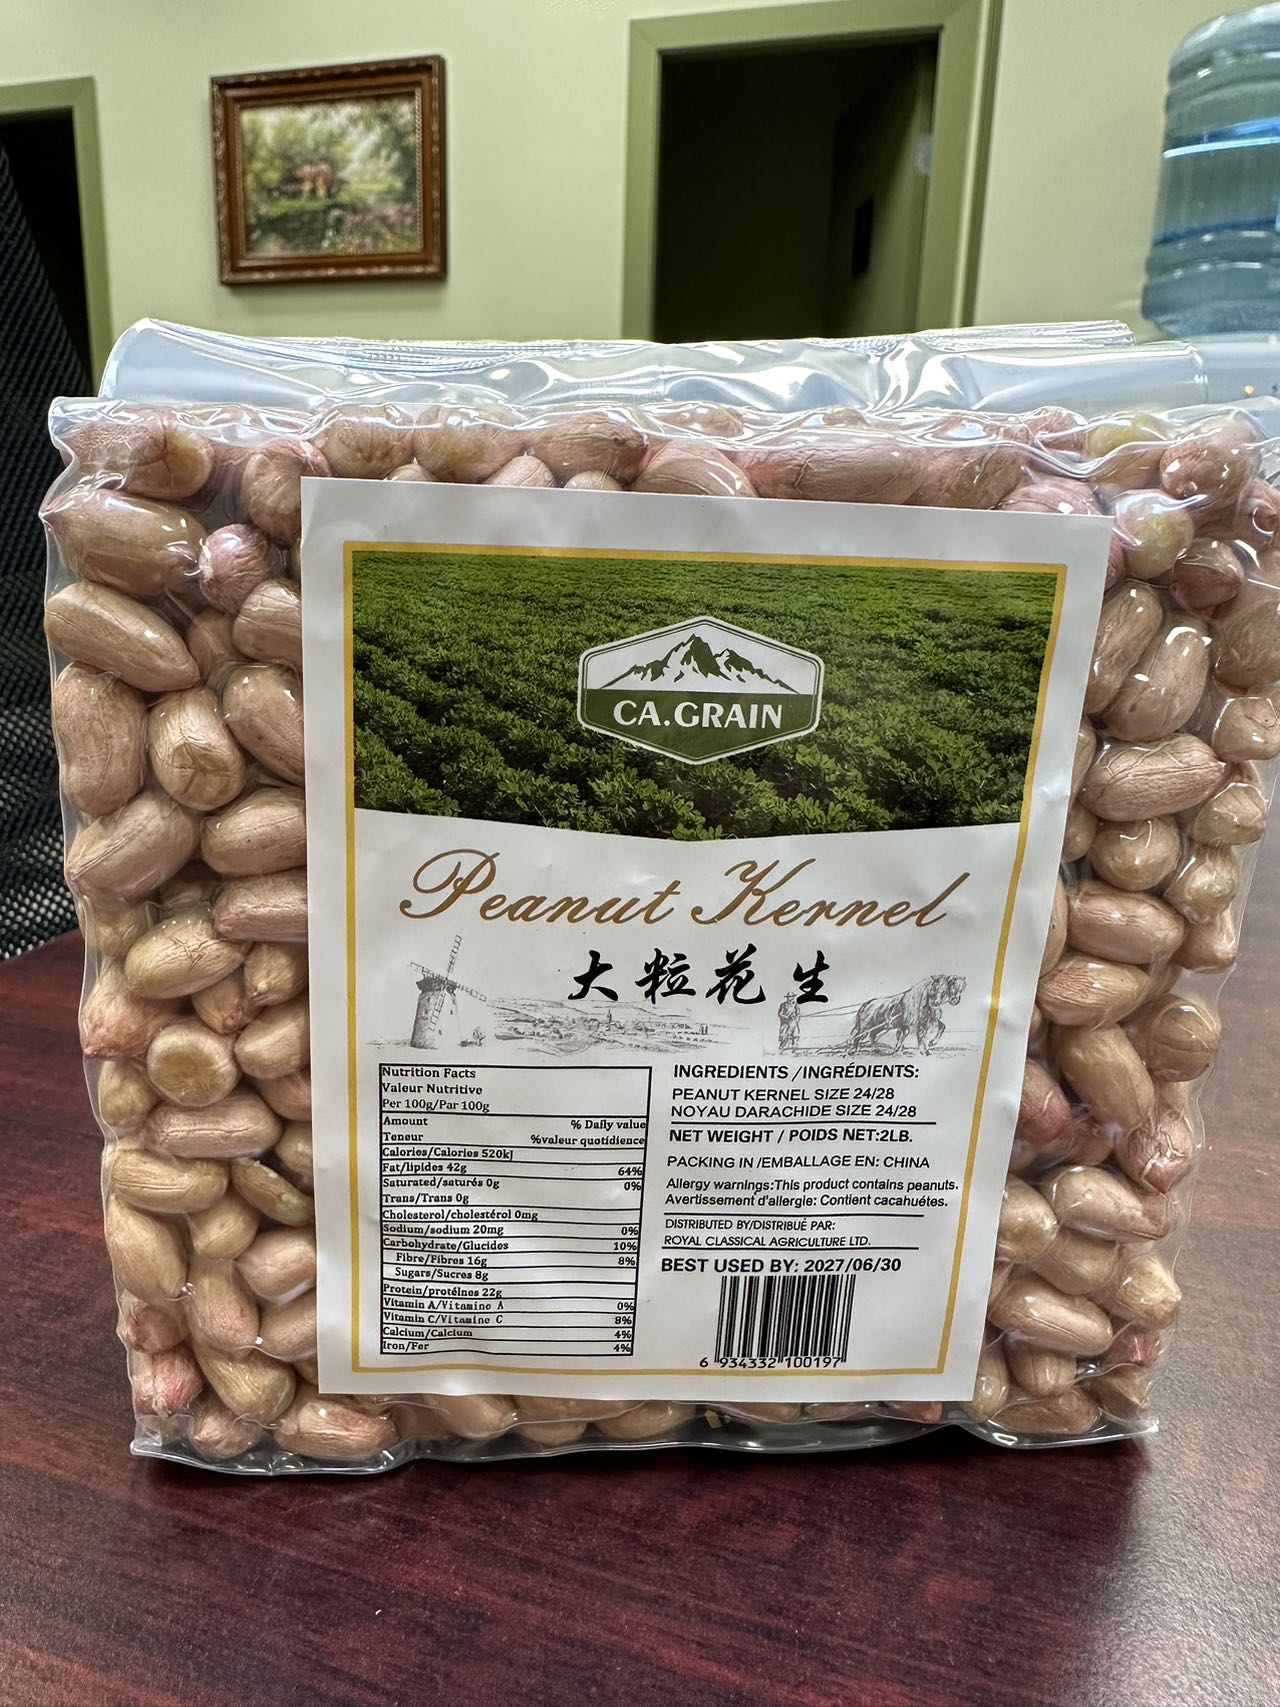 CA.GRAIN
Peanut Kernel
大粒花生
Nutrition Facts
Valeur Nutritive
Per 100g/Par 100g
Amount % Daily value
Teneur %valeur quotidience
Calories/Calories 520kJ
Fat/lipides 42g 64%
Saturated/saturés 0g 0%
Trans/Trans 0g
Cholesterol/cholestérol 0mg
Sodium/sodium 20mg 0%
Carbohydrate/Glucides 10%
Fibre/Fibres 16g 8%
Sugars/Sucres 8g
Protein/protéines 22g
Vitamin A/Vitamine A 0%
Vitamin C/Vitamine C 8%
Calcium/Calcium 4%
Iron/Fer 4%
INGREDIENTS /INGRÉDIENTS:
PEANUT KERNEL SIZE 24/28
NOYAU DARACHIDE SIZE 24/28
NET WEIGHT / POIDS NET:2LB.
PACKING IN /EMBALLAGE EN: CHINA
Allergy warnings:This product contains peanuts.
Avertissement d'allergie: Contient cacahuétes.
DISTRIBUTED BY/DISTRIBUÉ PAR:
ROYAL CLASSICAL AGRICULTURE LTD.
BEST USED BY: 2027/06/30
6 934332 100197